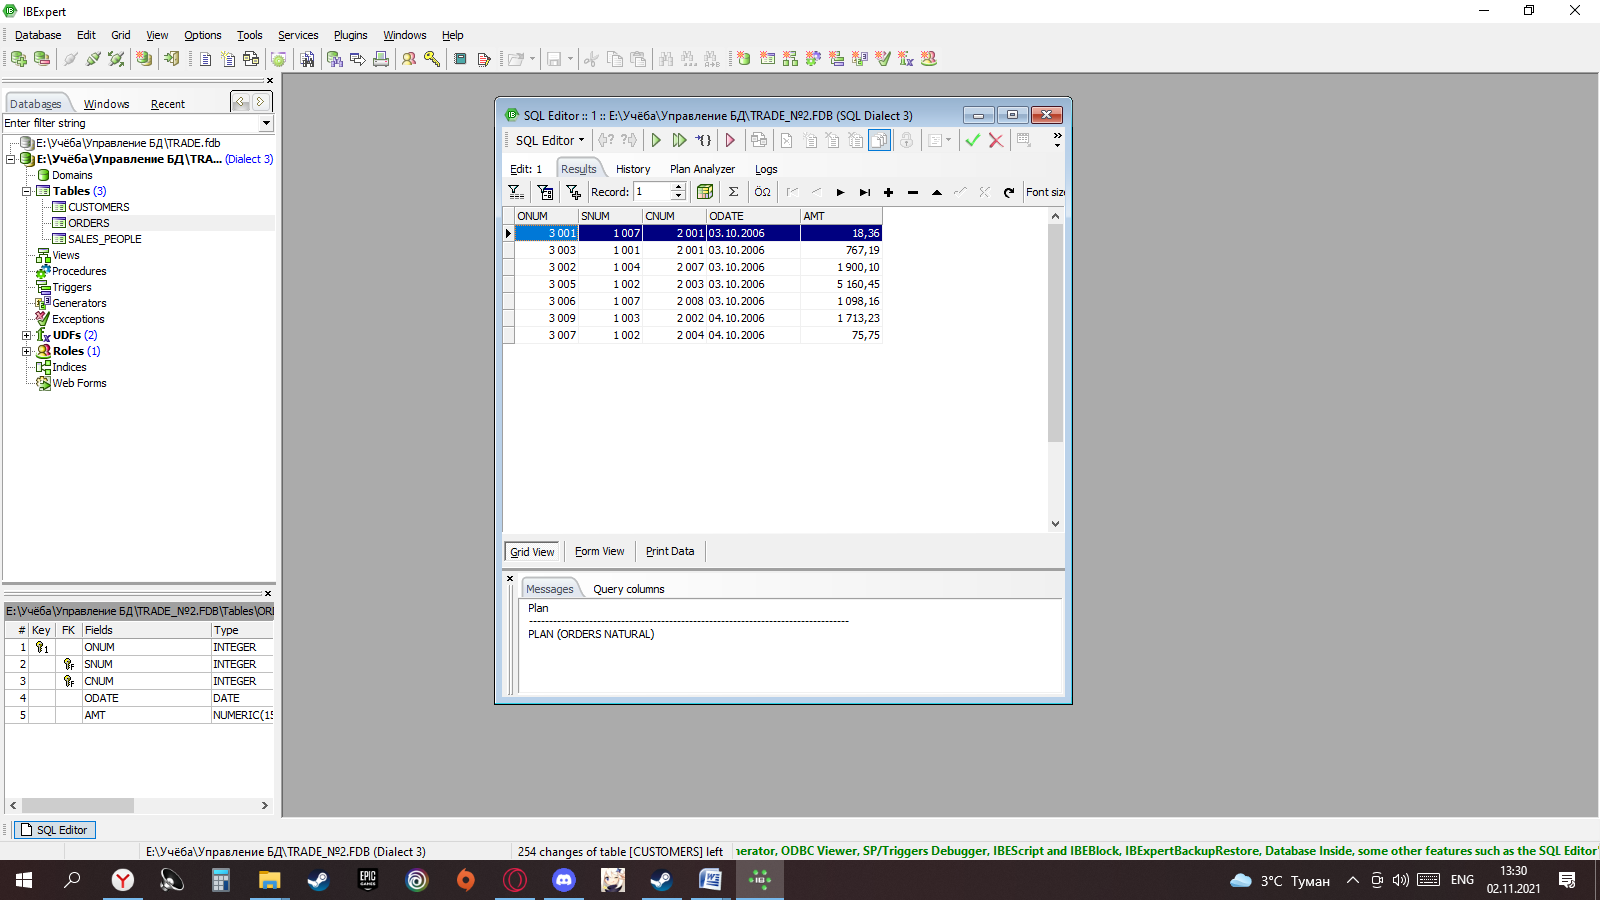 IBExpert
Database Edit Grid View Options Tools Services Plugins Windows Help
Databases Windows Recent
Enter filter string
E:\Учёба\Управление БД\TRADE.fdb
E:\Учёба\Управление БД\TRA... (Dialect 3)
Domains
Tables (3)
CUSTOMERS
ORDERS
SALES_PEOPLE
Views
Procedures
Triggers
Generators
Exceptions
UDFs (2)
Roles (1)
Indices
Web Forms
E:\Учёба\Управление БД\TRADE_№2.FDB\Tables\ORI
# Key FK Fields Type
1 1 ONUM INTEGER
2 F SNUM INTEGER
3 F CNUM INTEGER
4 ODATE DATE
5 AMT NUMERIC(15
SQL Editor :: 1 :: E:\Учёба\Управление БД\TRADE_№2.FDB (SQL Dialect 3)
SQL Editor
Edit: 1 Results History Plan Analyzer Logs
Record: 1 Σ ÖΩ Font size
ONUM SNUM CNUM ODATE AMT
3 001 1 007 2 001 03.10.2006 18,36
3 003 1 001 2 001 03.10.2006 767,19
3 002 1 004 2 007 03.10.2006 1 900,10
3 005 1 002 2 003 03.10.2006 5 160,45
3 006 1 007 2 008 03.10.2006 1 098,16
3 009 1 003 2 002 04.10.2006 1 713,23
3 007 1 002 2 004 04.10.2006 75,75
Grid View Form View Print Data
Messages Query columns
Plan
--------------------------------------------------------------------------------
PLAN (ORDERS NATURAL)
SQL Editor
E:\Учёба\Управление БД\TRADE_№2.FDB (Dialect 3) 254 changes of table [CUSTOMERS] left nerator, ODBC Viewer, SP/Triggers Debugger, IBEScript and IBEBlock, IBExpertBackupRestore, Database Inside, some other features such as the SQL Editor'
EPIC GAMES
3°C Туман ENG 13:30
02.11.2021